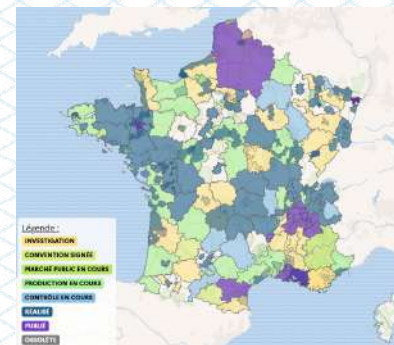 Légende :
INVESTIGATION
CONVENTION SIGNÉE
MARCHÉ PUBLIC EN COURS
PRODUCTION EN COURS
CONTRÔLE EN COURS
RÉALISÉ
PUBLIÉ
OBSOLÈTE